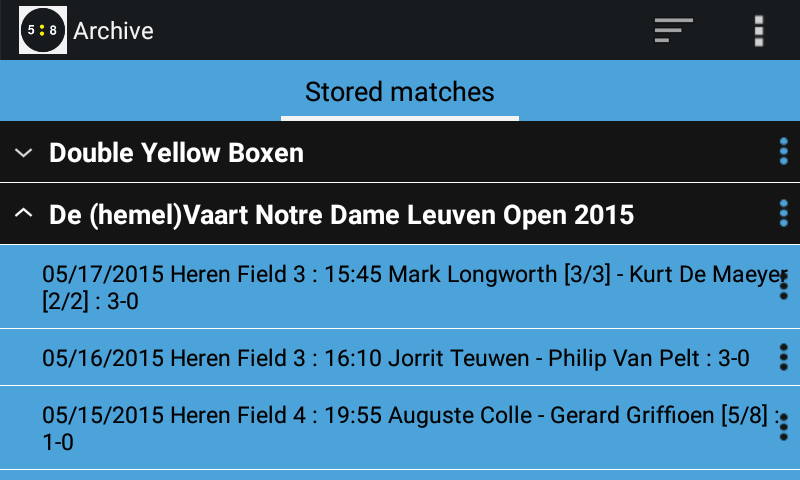 5:8 Archive
Stored matches
Double Yellow Boxen
De (hemel)Vaart Notre Dame Leuven Open 2015
05/17/2015 Heren Field 3 : 15:45 Mark Longworth [3/3] - Kurt De Maeyer
[2/2] : 3-0
05/16/2015 Heren Field 3 : 16:10 Jorrit Teuwen - Philip Van Pelt : 3-0
05/15/2015 Heren Field 4 : 19:55 Auguste Colle - Gerard Griffioen [5/8] :
1-0